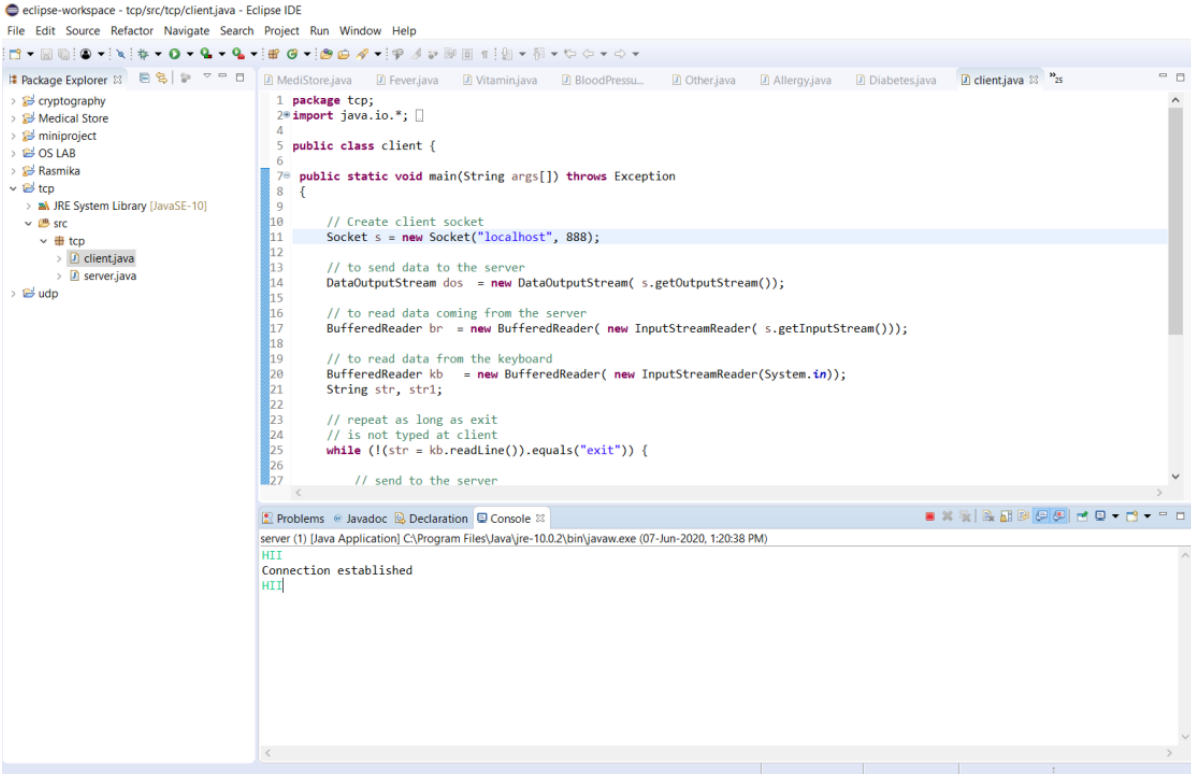 eclipse-workspace - tcp/src/tcp/client.java - Eclipse IDE
File Edit Source Refactor Navigate Search Project Run Window Help
Package Explorer
MediStore.java Fever.java Vitamin.java BloodPressu... Other.java Allergy.java Diabetes.java client.java »25
cryptography
Medical Store
miniproject
OS LAB
Rasmika
tcp
JRE System Library [JavaSE-10]
src
tcp
client.java
server.java
udp
1 package tcp;
2 import java.io.*;
4
5 public class client {
6
7 public static void main(String args[]) throws Exception
8 {
9
10 // Create client socket
11 Socket s = new Socket("localhost", 888);
12
13 // to send data to the server
14 DataOutputStream dos  = new DataOutputStream( s.getOutputStream());
15
16 // to read data coming from the server
17 BufferedReader br  = new BufferedReader( new InputStreamReader( s.getInputStream()));
18
19 // to read data from the keyboard
20 BufferedReader kb   = new BufferedReader( new InputStreamReader(System.in));
21 String str, str1;
22
23 // repeat as long as exit
24 // is not typed at client
25 while (!(str = kb.readLine()).equals("exit")) {
26
27 // send to the server
Problems Javadoc Declaration Console
server (1) [Java Application] C:\Program Files\Java\jre-10.0.2\bin\javaw.exe (07-Jun-2020, 1:20:38 PM)
HII
Connection established
HII